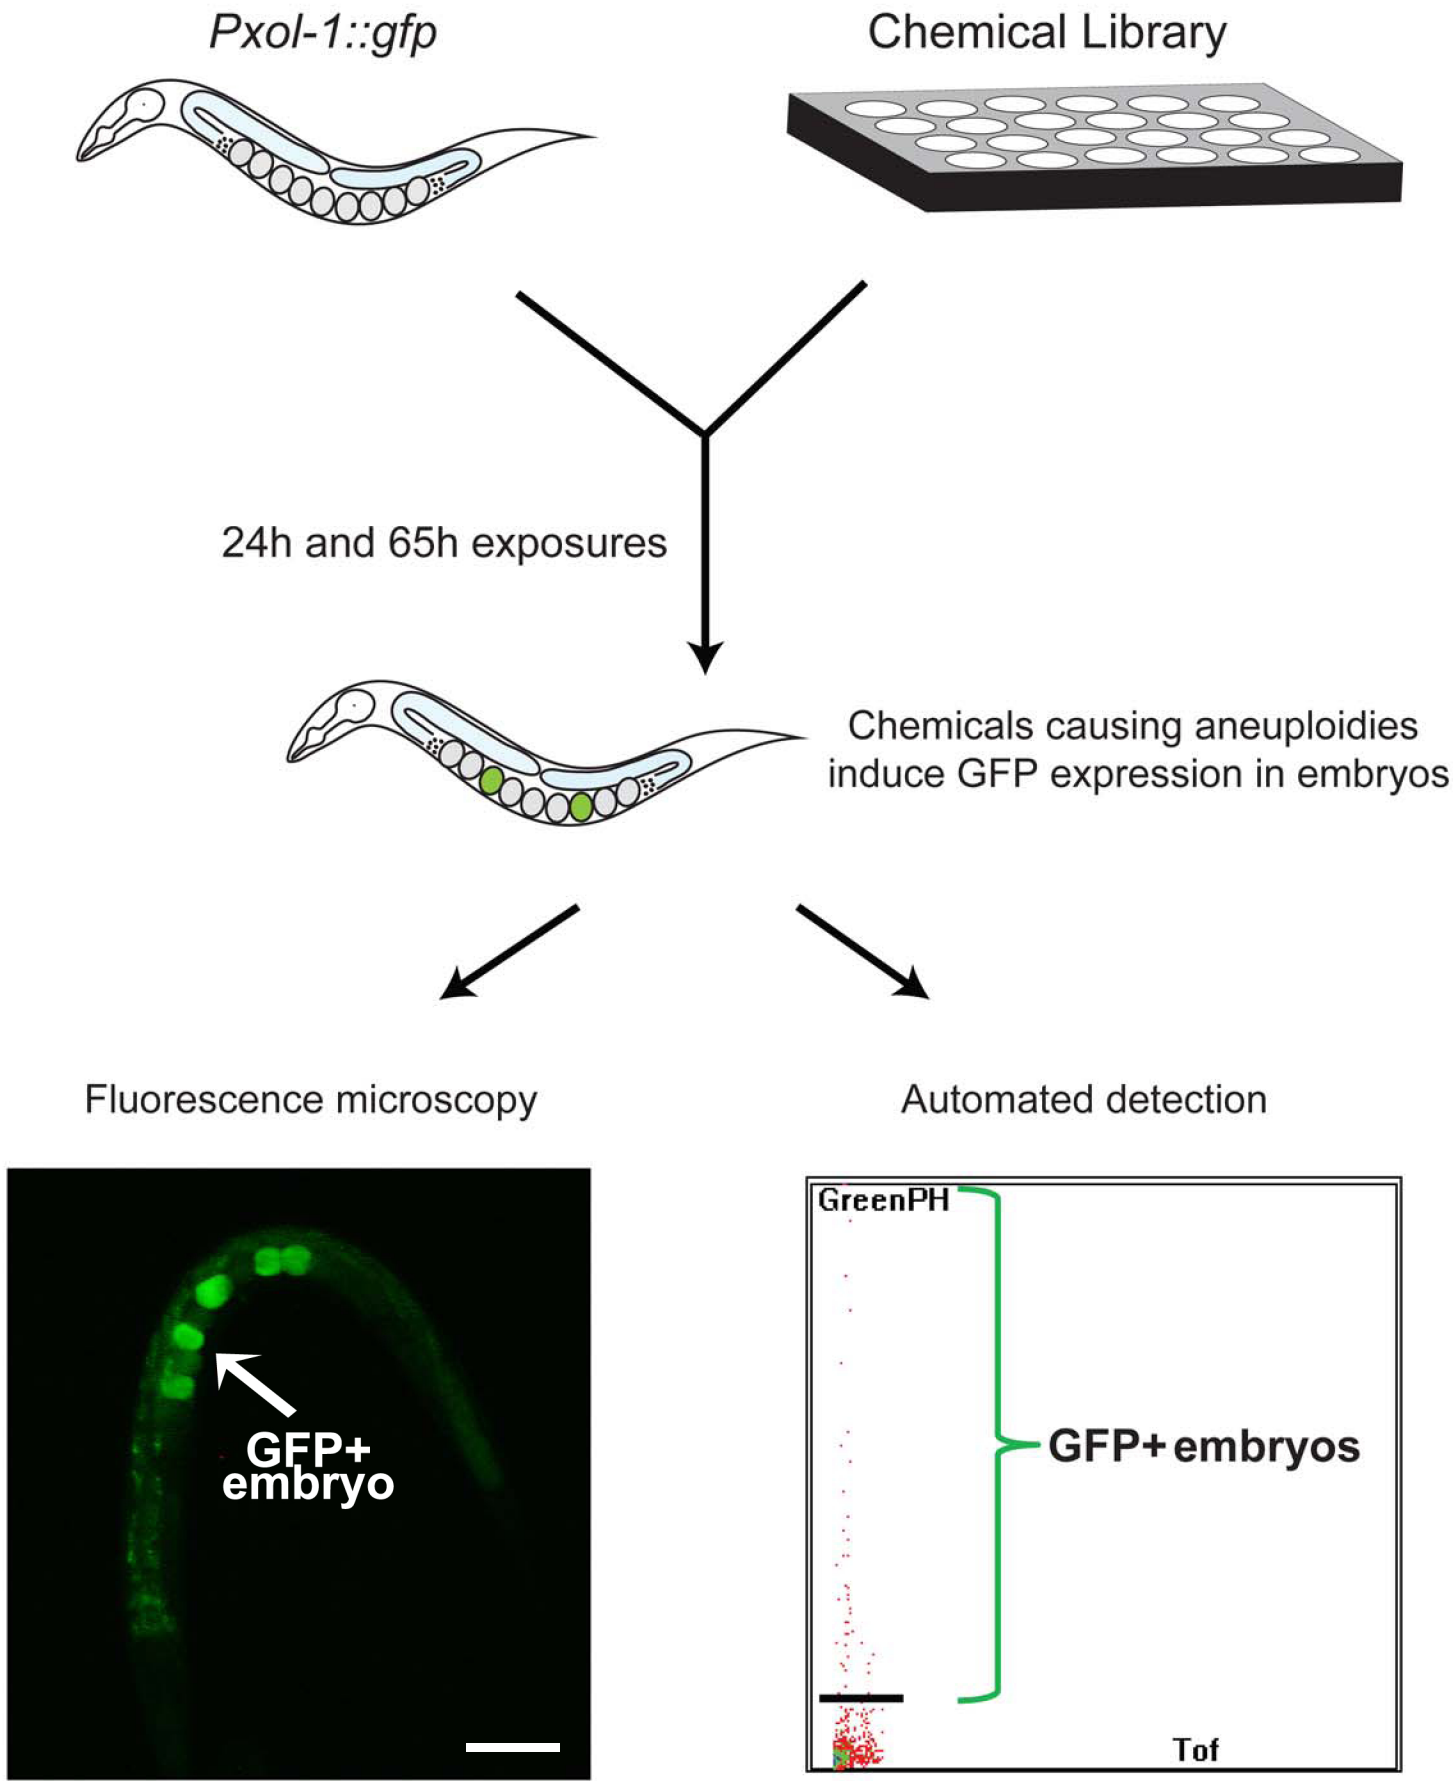 Pxol-1::gfp
Chemical Library
24h and 65h exposures
Chemicals causing aneuploidies
induce GFP expression in embryos
Fluorescence microscopy
Automated detection
GFP+
embryo
GreenPH
GFP+ embryos
Tof